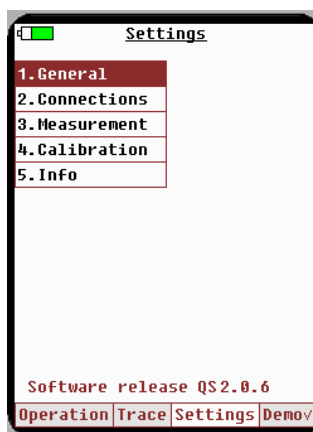 Settings
1.General
2.Connections
3.Measurement
4.Calibration
5.Info
Software release QS2.0.6
Operation Trace Settings Demo√